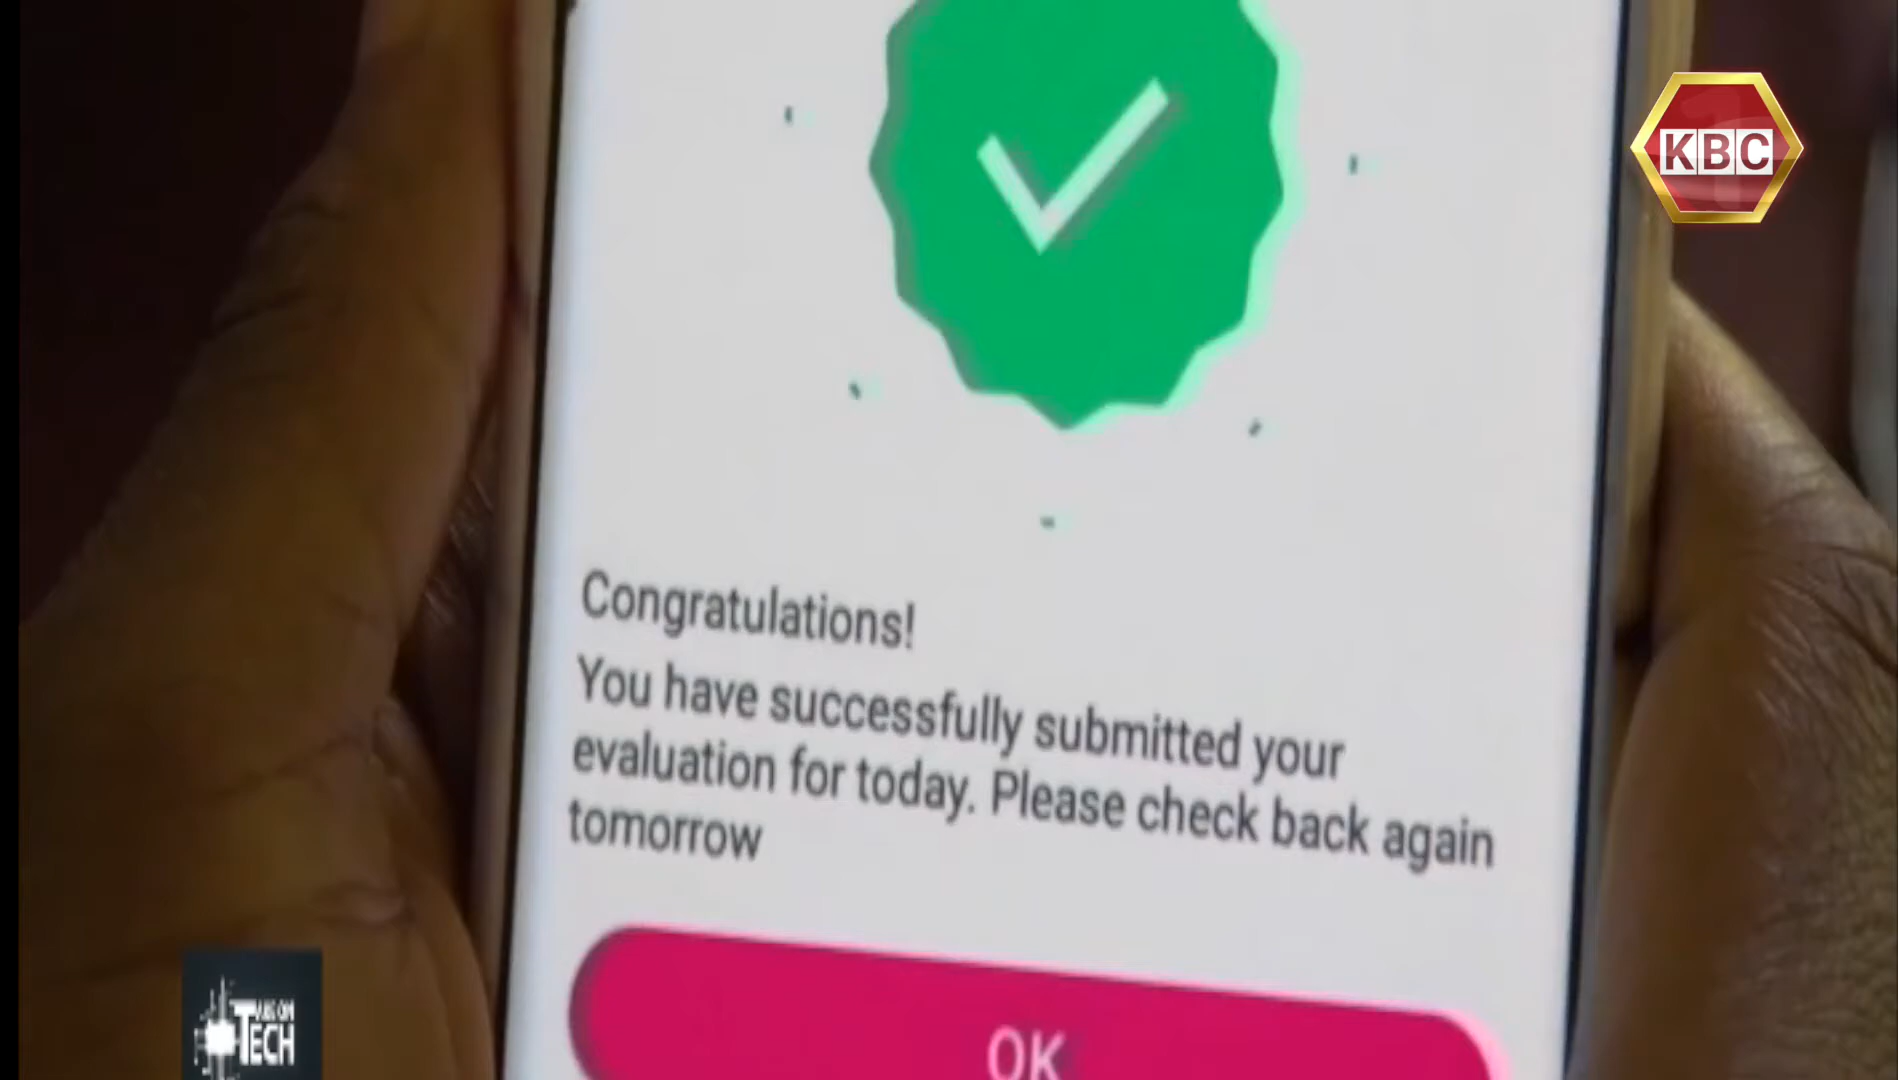 KBC
Congratulations!
You have successfully submitted your
evaluation for today. Please check back again
tomorrow
OK
TECH